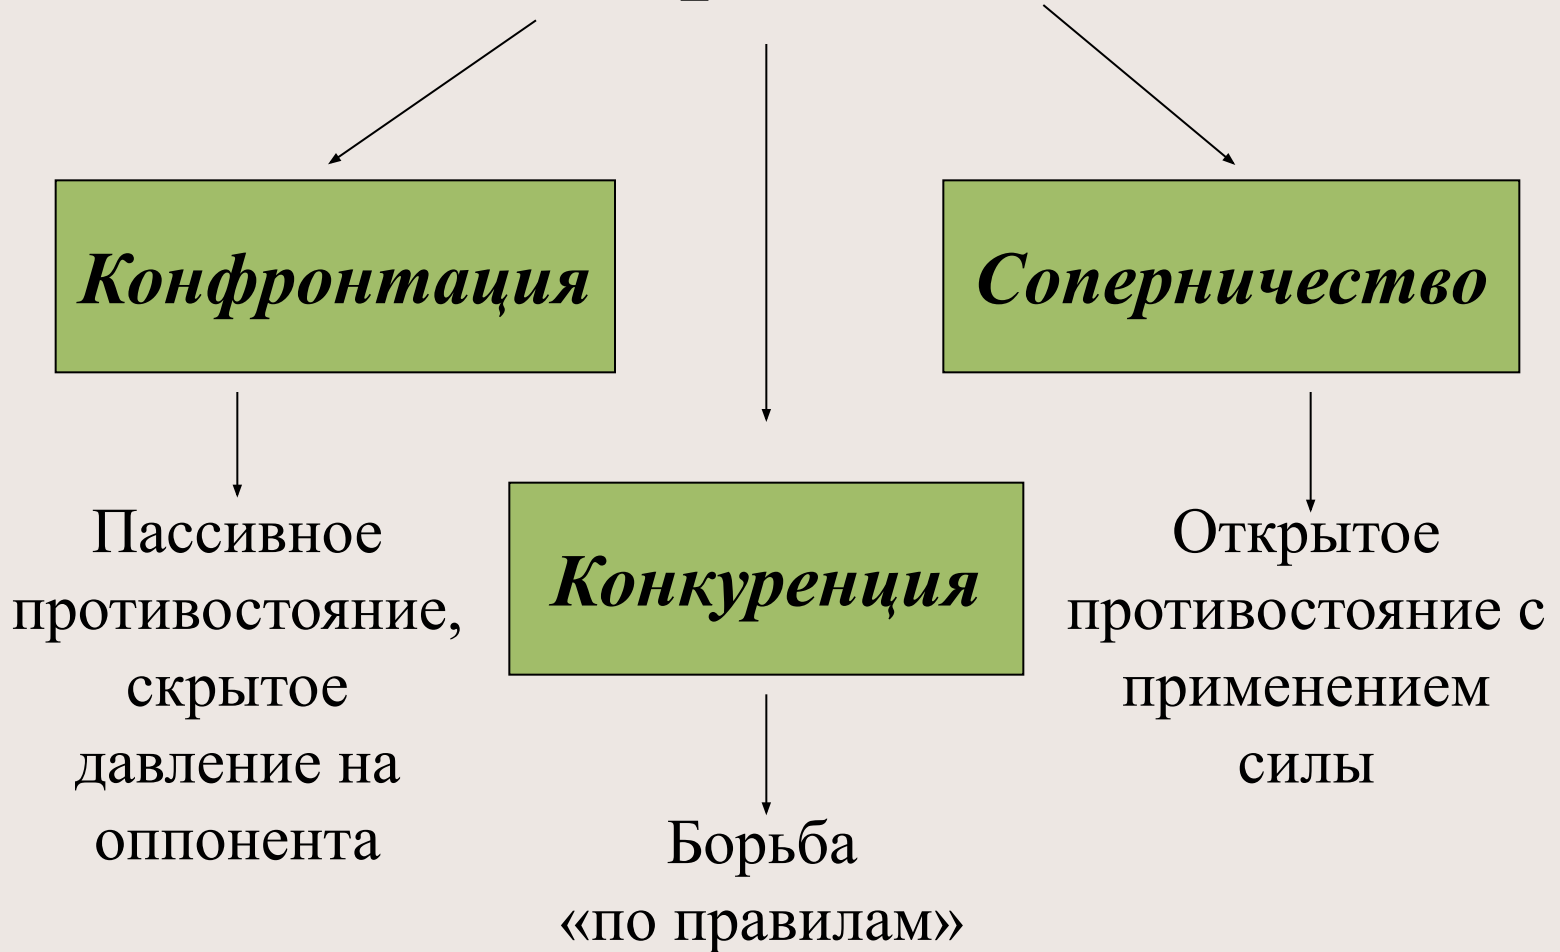 Конфронтация
Соперничество
Пассивное
противостояние,
скрытое
давление на
оппонента
Конкуренция
Открытое
противостояние с
применением
силы
Борьба
«по правилам»